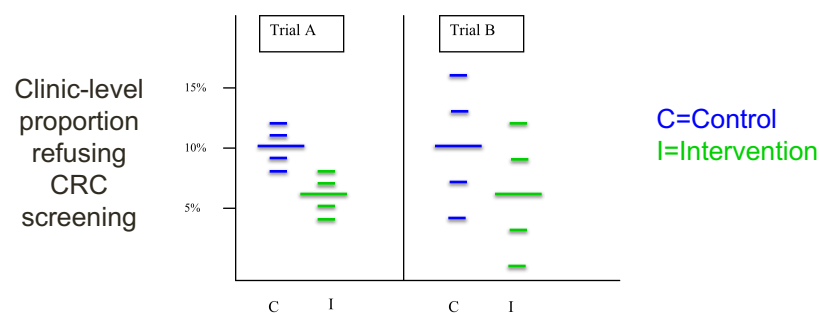 Trial A
Trial B
Clinic-level
proportion
refusing
CRC
screening
15%
10%
5%
C=Control
I=Intervention
C
I
C
I